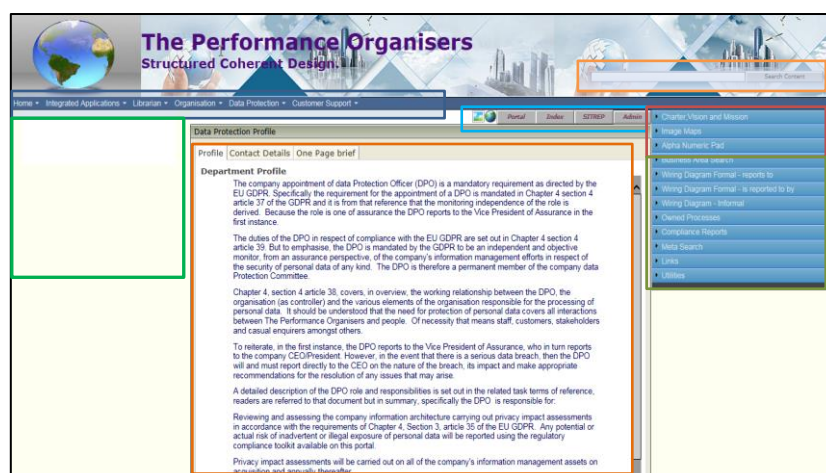 The Performance Organisers
Structured Coherent Design.
Search Content
Home Integrated Applications Librarian Organisation Data Protection Customer Support
Portal Index SITREP Admin
Data Protection Profile
Profile Contact Details One Page brief
Department Profile
The company appointment of data Protection Officer (DPO) is a mandatory requirement as directed by the
EU GDPR. Specifically the requirement for the appointment of a DPO is mandated in Chapter 4 section 4
article 37 of the GDPR and it is from that reference that the monitoring independence of the role is
derived. Because the role is one of assurance the DPO reports to the Vice President of Assurance in the
first instance.
The duties of the DPO in respect of compliance with the EU GDPR are set out in Chapter 4 section 4
article 39. But to emphasise, the DPO is mandated by the GDPR to be an independent and objective
monitor, from an assurance perspective, of the company's information management efforts in respect of
the security of personal data of any kind. The DPO is therefore a permanent member of the company data
Protection Committee.
Chapter 4, section 4 article 38, covers, in overview, the working relationship between the DPO, the
organisation (as controller) and the various elements of the organisation responsible for the processing of
personal data. It should be understood that the need for protection of personal data covers all interactions
between The Performance Organisers and people. Of necessity that means staff, customers, stakeholders
and casual enquirers amongst others.
To reiterate, in the first instance, the DPO reports to the Vice President of Assurance, who in turn reports
to the company CEO/President. However, in the event that there is a serious data breach, then the DPO
will and must report directly to the CEO on the nature of the breach, its impact and make appropriate
recommendations for the resolution of any issues that may arise.
A detailed description of the DPO role and responsibilities is set out in the related task terms of reference,
readers are referred to that document but in summary, specifically the DPO is responsible for:
Reviewing and assessing the company information architecture carrying out privacy impact assessments
in accordance with the requirements of Chapter 4, Section 3, article 35 of the EU GDPR. Any potential or
actual risk of inadvertent or illegal exposure of personal data will be reported using the regulatory
compliance toolkit available on this portal.
Privacy impact assessments will be carried out on all of the company's information management assets on
acquisition and annually thereafter.
Charter,Vision and Mission
Image Maps
Alpha Numeric Pad
Business Area Search
Wiring Diagram Formal - reports to
Wiring Diagram Formal - is reported to by
Wiring Diagram - Informal
Owned Processes
Compliance Reports
Meta Search
Links
Utilities